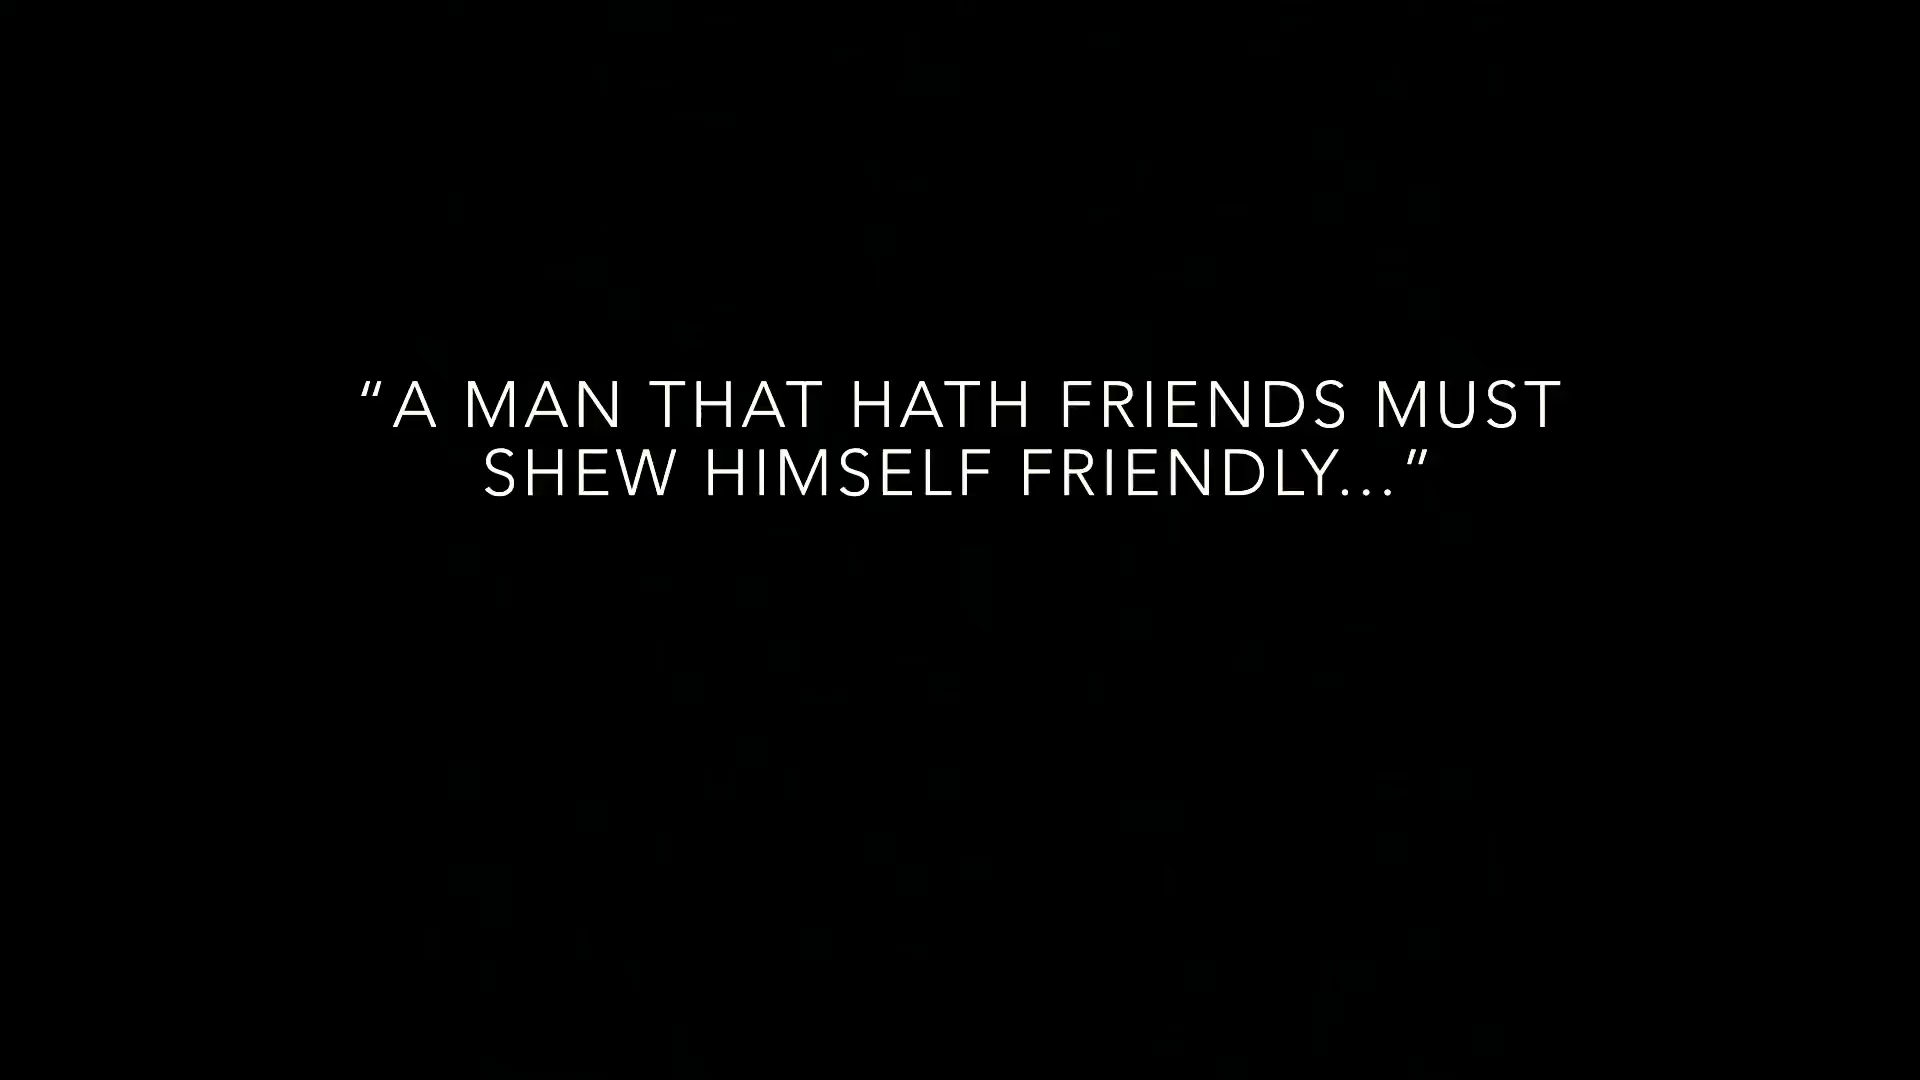 “A MAN THAT HATH FRIENDS MUST
SHEW HIMSELF FRIENDLY...”